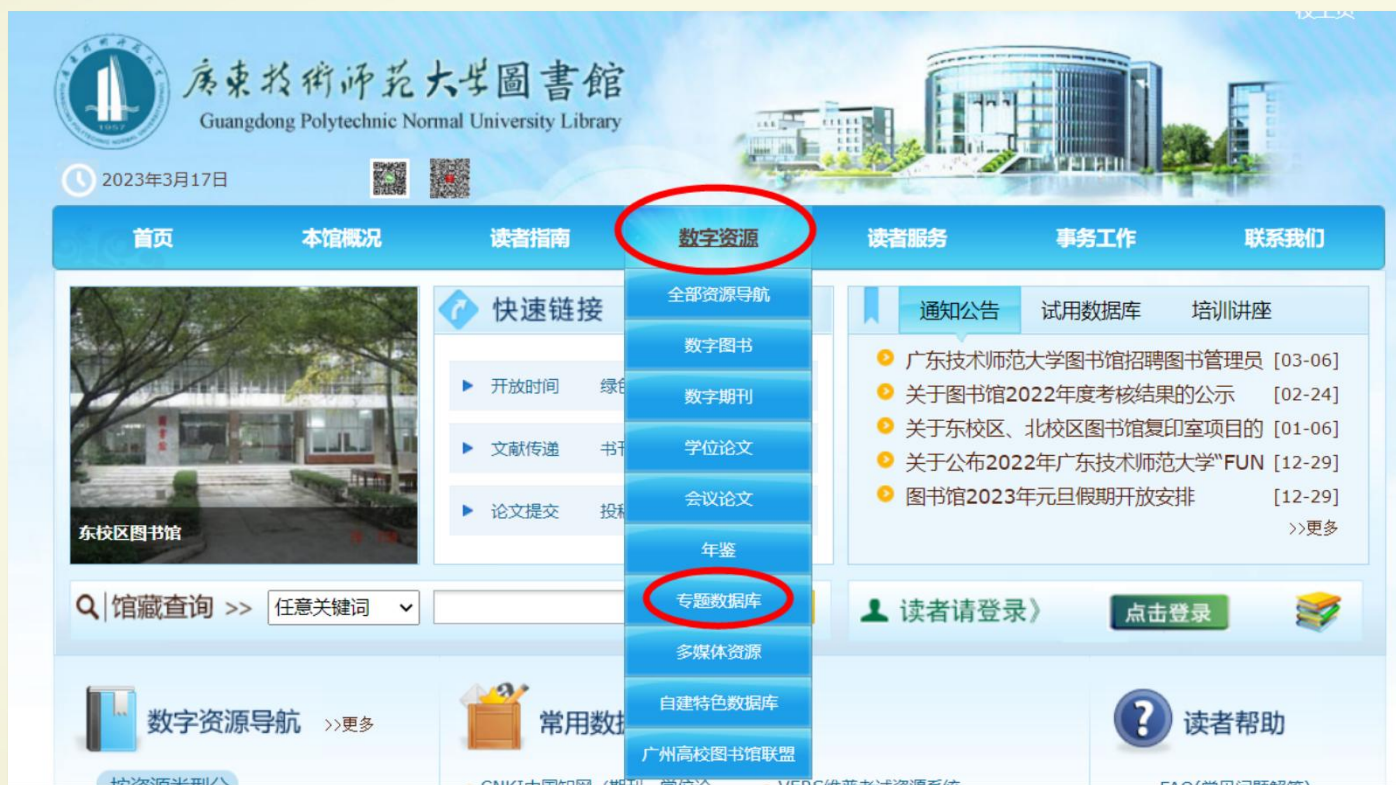 廣東技術师范大学圖書館
Guangdong Polytechnic Normal University Library
1957
2023年3月17日
首页
本馆概况
读者指南
数字资源
读者服务
事务工作
联系我们
全部资源导航
数字图书
数字期刊
学位论文
会议论文
年鉴
专题数据库
多媒体资源
自建特色数据库
广州高校图书馆联盟
东校区图书馆
快速链接
开放时间
文献传递
论文提交
通知公告
试用数据库
培训讲座
广东技术师范大学图书馆招聘图书管理员 [03-06]
关于图书馆2022年度考核结果的公示 [02-24]
关于东校区、北校区图书馆复印室项目的 [01-06]
关于公布2022年广东技术师范大学“FUN [12-29]
图书馆2023年元旦假期开放安排 [12-29]
>>更多
馆藏查询 >>
任意关键词
读者请登录》
点击登录
数字资源导航 >>更多
常用数
读者帮助